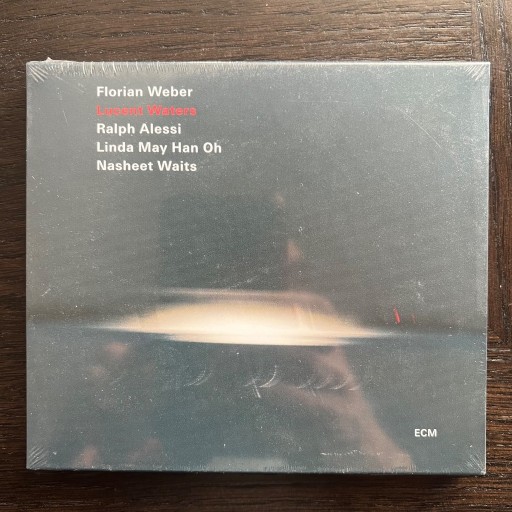 Florian Weber
Lucent Waters
Ralph Alessi
Linda May Han Oh
Nasheet Waits
ECM